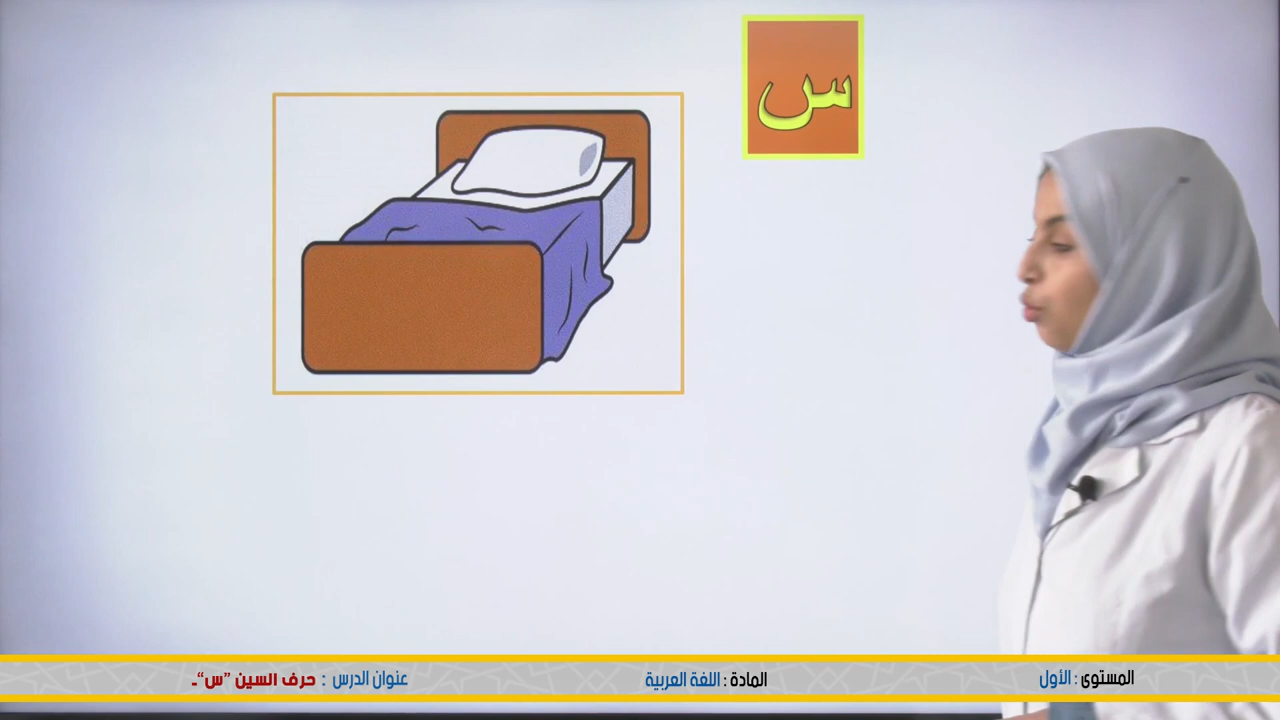 س
المستوى : الأول
المادة : اللغة العربية
عنوان الدرس : حرف السين ”س“..